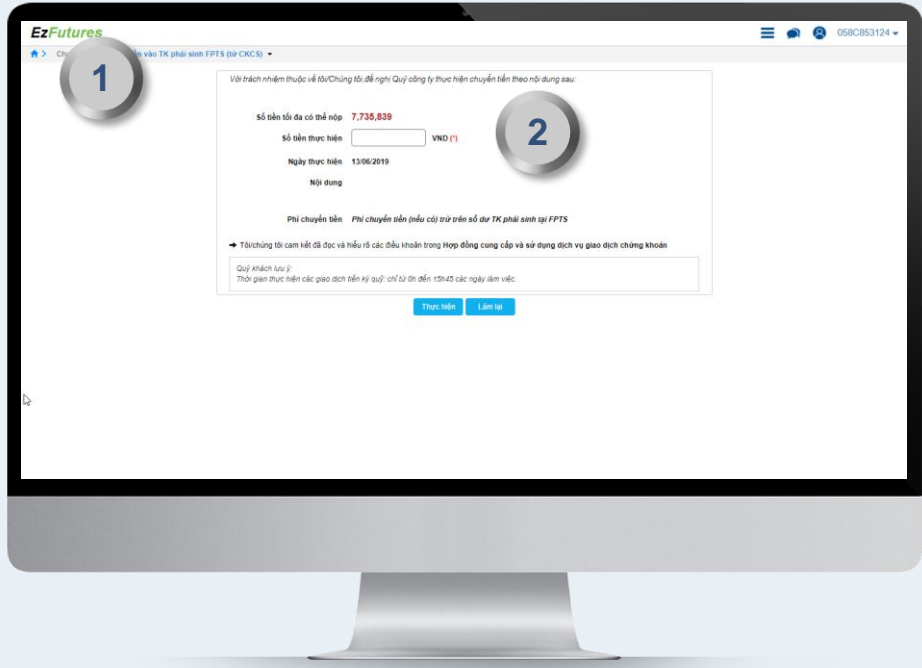 EzFutures
058C853124
Ch
ền vào TK phái sinh FPTS (từ CKCS)
1
Với trách nhiệm thuộc về tôi/Chúng tôi, đề nghị Quý công ty thực hiện chuyển tiền theo nội dung sau:
Số tiền tối đa có thể nộp 7,735,839
Số tiền thực hiện VND (*)
2
Ngày thực hiện 13/06/2019
Nội dung
Phí chuyển tiền Phí chuyển tiền (nếu có) trừ trên số dư TK phái sinh tại FPTS
Tôi/chúng tôi cam kết đã đọc và hiểu rõ các điều khoản trong Hợp đồng cung cấp và sử dụng dịch vụ giao dịch chứng khoán
Quý khách lưu ý:
Thời gian thực hiện các giao dịch tiền ký quỹ: chỉ từ 8h đến 15h45 các ngày làm việc.
Thực hiện Làm lại